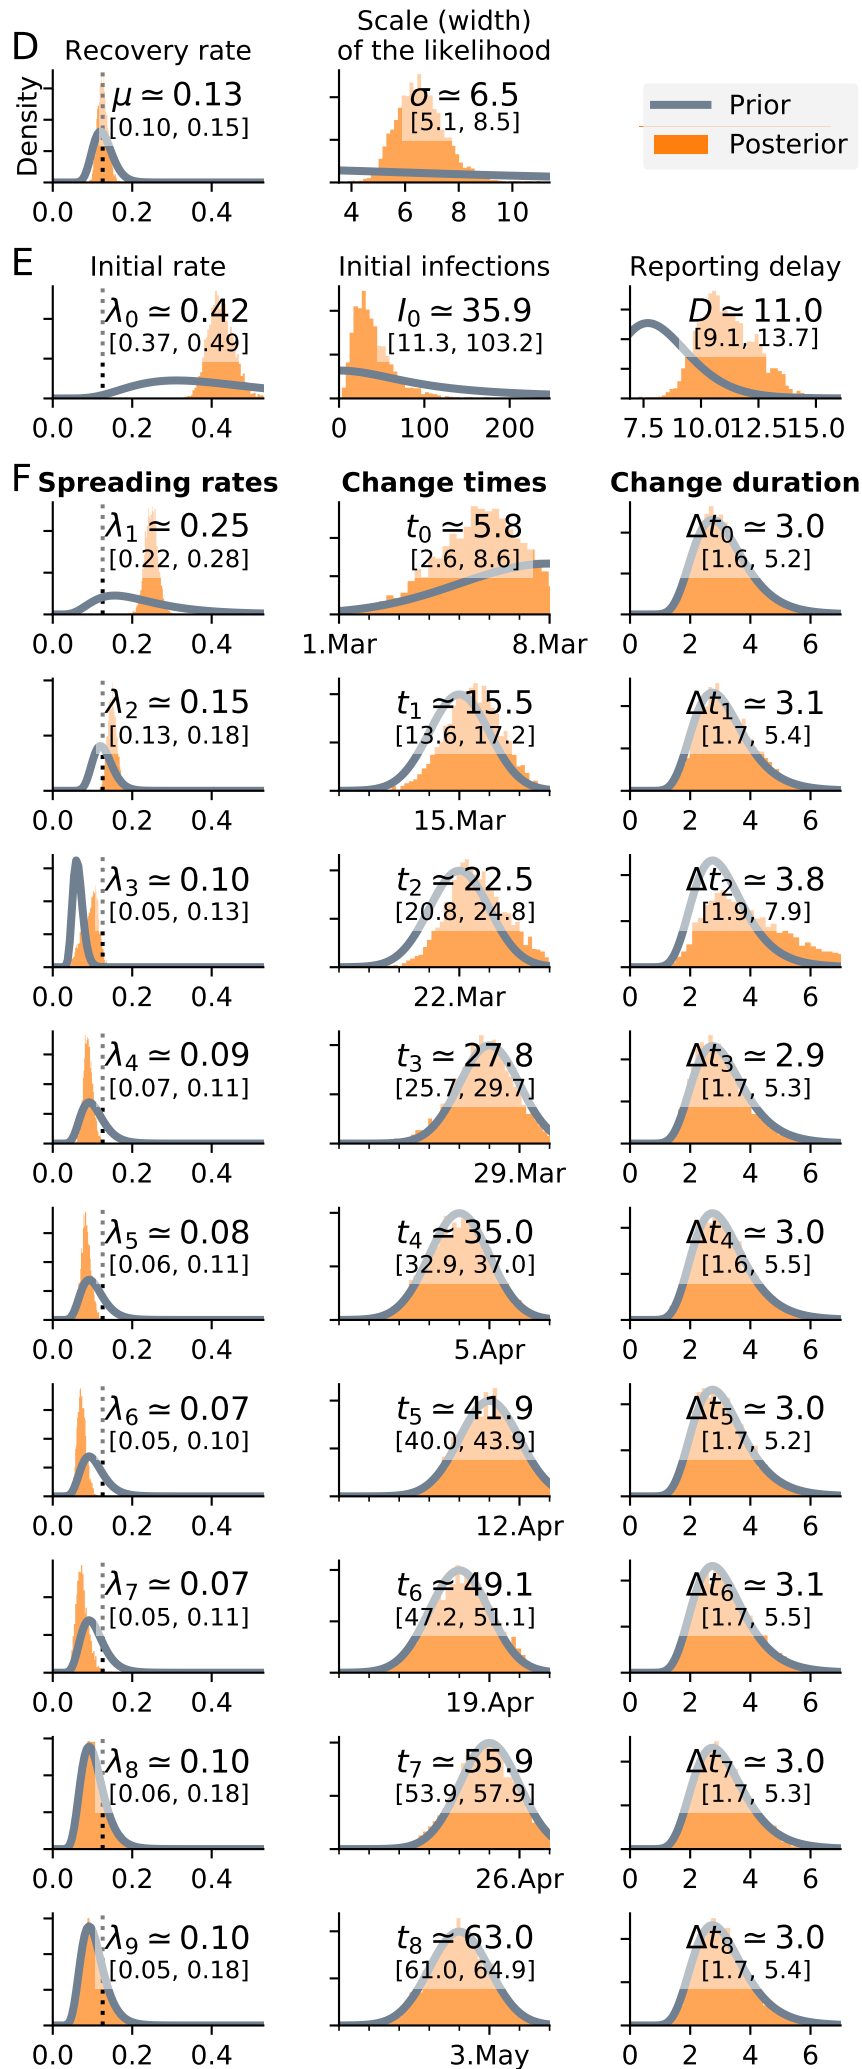 D
Recovery rate
Scale (width)
of the likelihood
Density
μ ≃ 0.13
[0.10, 0.15]
0.0 0.2 0.4
σ ≃ 6.5
[5.1, 8.5]
4 6 8 10
Prior
Posterior
E
Initial rate
λ0 ≃ 0.42
[0.37, 0.49]
0.0 0.2 0.4
Initial infections
I0 ≃ 35.9
[11.3, 103.2]
0 100 200
Reporting delay
D ≃ 11.0
[9.1, 13.7]
7.5 10.0 12.5 15.0
F
Spreading rates Change times Change duration
λ1 ≃ 0.25
[0.22, 0.28]
0.0 0.2 0.4
t0 ≃ 5.8
[2.6, 8.6]
1.Mar 8.Mar
Δt0 ≃ 3.0
[1.6, 5.2]
0 2 4 6
λ2 ≃ 0.15
[0.13, 0.18]
0.0 0.2 0.4
t1 ≃ 15.5
[13.6, 17.2]
15.Mar
Δt1 ≃ 3.1
[1.7, 5.4]
0 2 4 6
λ3 ≃ 0.10
[0.05, 0.13]
0.0 0.2 0.4
t2 ≃ 22.5
[20.8, 24.8]
22.Mar
Δt2 ≃ 3.8
[1.9, 7.9]
0 2 4 6
λ4 ≃ 0.09
[0.07, 0.11]
0.0 0.2 0.4
t3 ≃ 27.8
[25.7, 29.7]
29.Mar
Δt3 ≃ 2.9
[1.7, 5.3]
0 2 4 6
λ5 ≃ 0.08
[0.06, 0.11]
0.0 0.2 0.4
t4 ≃ 35.0
[32.9, 37.0]
5.Apr
Δt4 ≃ 3.0
[1.6, 5.5]
0 2 4 6
λ6 ≃ 0.07
[0.05, 0.10]
0.0 0.2 0.4
t5 ≃ 41.9
[40.0, 43.9]
12.Apr
Δt5 ≃ 3.0
[1.7, 5.2]
0 2 4 6
λ7 ≃ 0.07
[0.05, 0.11]
0.0 0.2 0.4
t6 ≃ 49.1
[47.2, 51.1]
19.Apr
Δt6 ≃ 3.1
[1.7, 5.5]
0 2 4 6
λ8 ≃ 0.10
[0.06, 0.18]
0.0 0.2 0.4
t7 ≃ 55.9
[53.9, 57.9]
26.Apr
Δt7 ≃ 3.0
[1.7, 5.3]
0 2 4 6
λ9 ≃ 0.10
[0.05, 0.18]
0.0 0.2 0.4
t8 ≃ 63.0
[61.0, 64.9]
3.May
Δt8 ≃ 3.0
[1.7, 5.4]
0 2 4 6